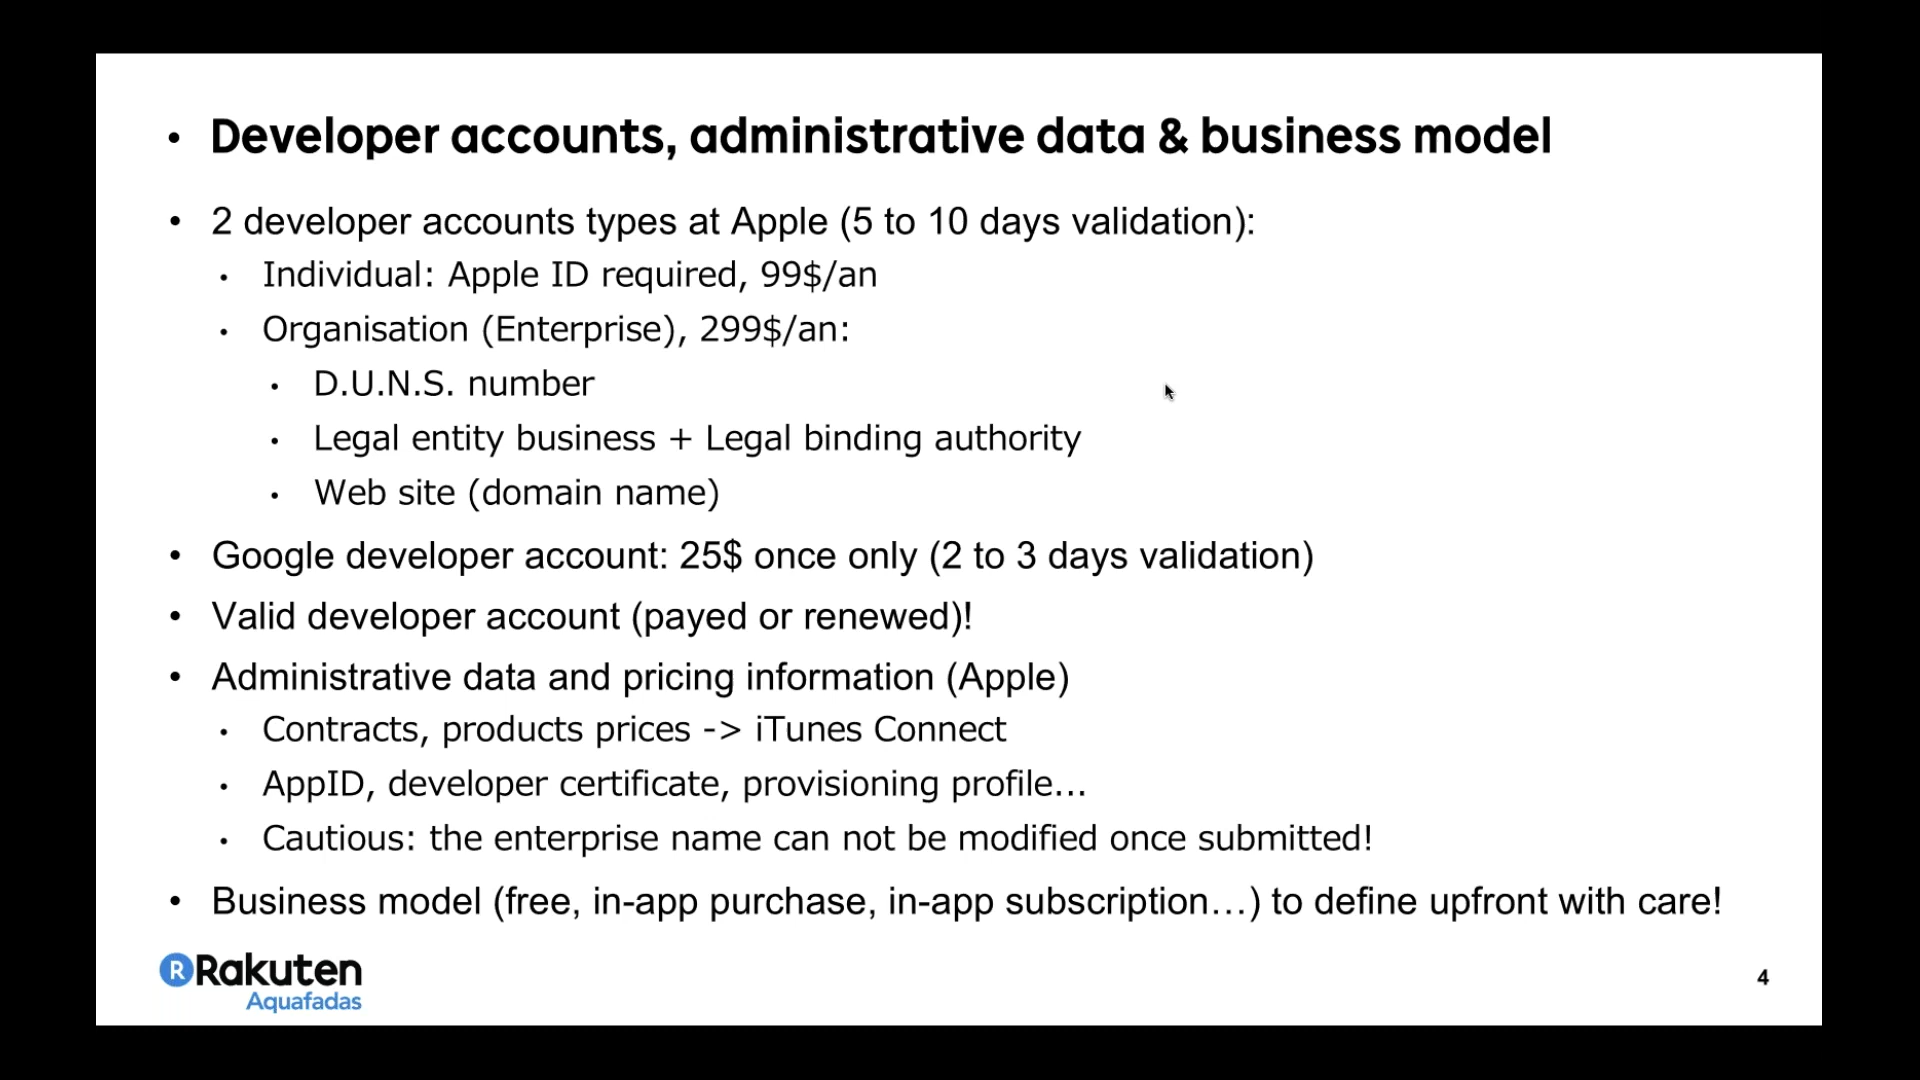 • Developer accounts, administrative data & business model
• 2 developer accounts types at Apple (5 to 10 days validation):
• Individual: Apple ID required, 99$/an
• Organisation (Enterprise), 299$/an:
• D.U.N.S. number
• Legal entity business + Legal binding authority
• Web site (domain name)
• Google developer account: 25$ once only (2 to 3 days validation)
• Valid developer account (payed or renewed)!
• Administrative data and pricing information (Apple)
• Contracts, products prices -> iTunes Connect
• AppID, developer certificate, provisioning profile...
• Cautious: the enterprise name can not be modified once submitted!
• Business model (free, in-app purchase, in-app subscription…) to define upfront with care!
R Rakuten
Aquafadas
4